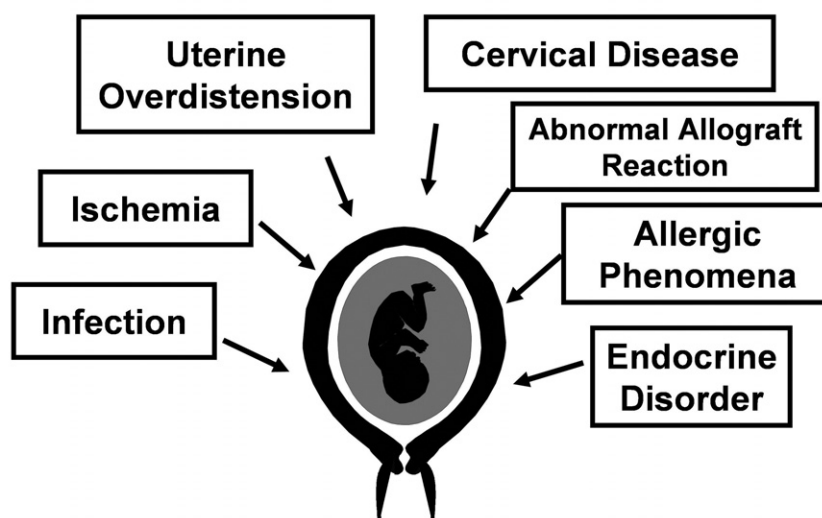 Uterine
Overdistension
Cervical Disease
Abnormal Allograft
Reaction
Ischemia
Allergic
Phenomena
Infection
Endocrine
Disorder